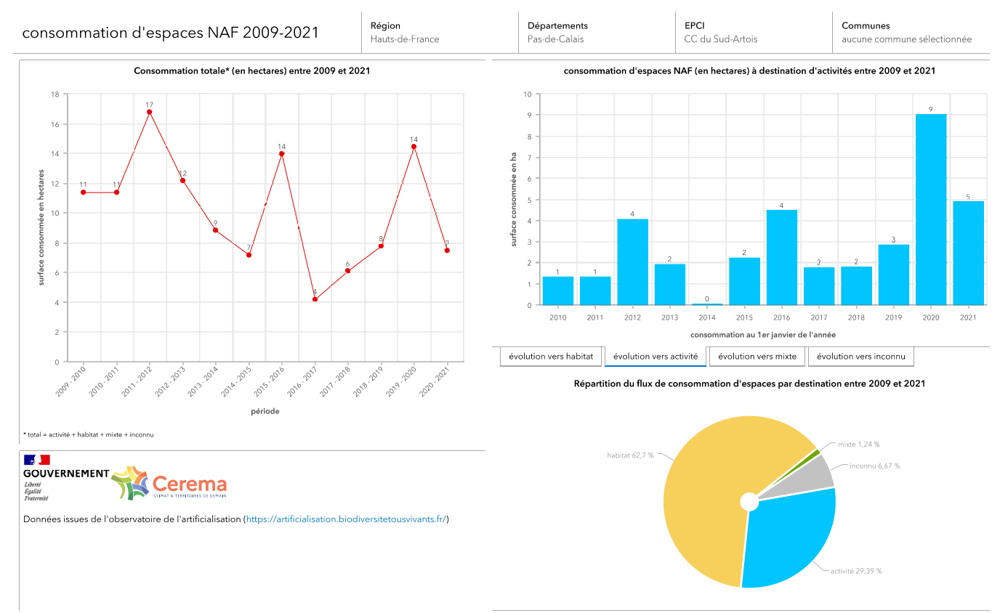 consommation d'espaces NAF 2009-2021
Région
Hauts-de-France
Départements
Pas-de-Calais
EPCI
CC du Sud-Artois
Communes
aucune commune sélectionnée
Consommation totale* (en hectares) entre 2009 et 2021
surface consommée en hectares
18
16
14
12
10
8
6
4
2
0
11
11
17
12
9
7
14
4
6
8
14
2009 - 2010
2010 - 2011
2011 - 2012
2012 - 2013
2013 - 2014
2014 - 2015
2015 - 2016
2016 - 2017
2017 - 2018
2018 - 2019
2019 - 2020
2020 - 2021
période
* total = activité + habitat + mixte + inconnu
GOUVERNEMENT
Liberté
Égalité
Fraternité
Cerema
CLIMAT & TERRITOIRES DE DEMAIN
Données issues de l'observatoire de l'artificialisation (https://artificialisation.biodiversitetousvivants.fr/)
consommation d'espaces NAF (en hectares) à destination d'activités entre 2009 et 2021
surface consommée en ha
10
9
8
7
6
5
4
3
2
1
0
1
1
4
2
0
2
4
2
2
3
9
5
2010
2011
2012
2013
2014
2015
2016
2017
2018
2019
2020
2021
consommation au 1er janvier de l'année
évolution vers habitat
évolution vers activité
évolution vers mixte
évolution vers inconnu
Répartition du flux de consommation d'espaces par destination entre 2009 et 2021
mixte 1,24 %
habitat 62,7 %
inconnu 6,67 %
activité 29,39 %